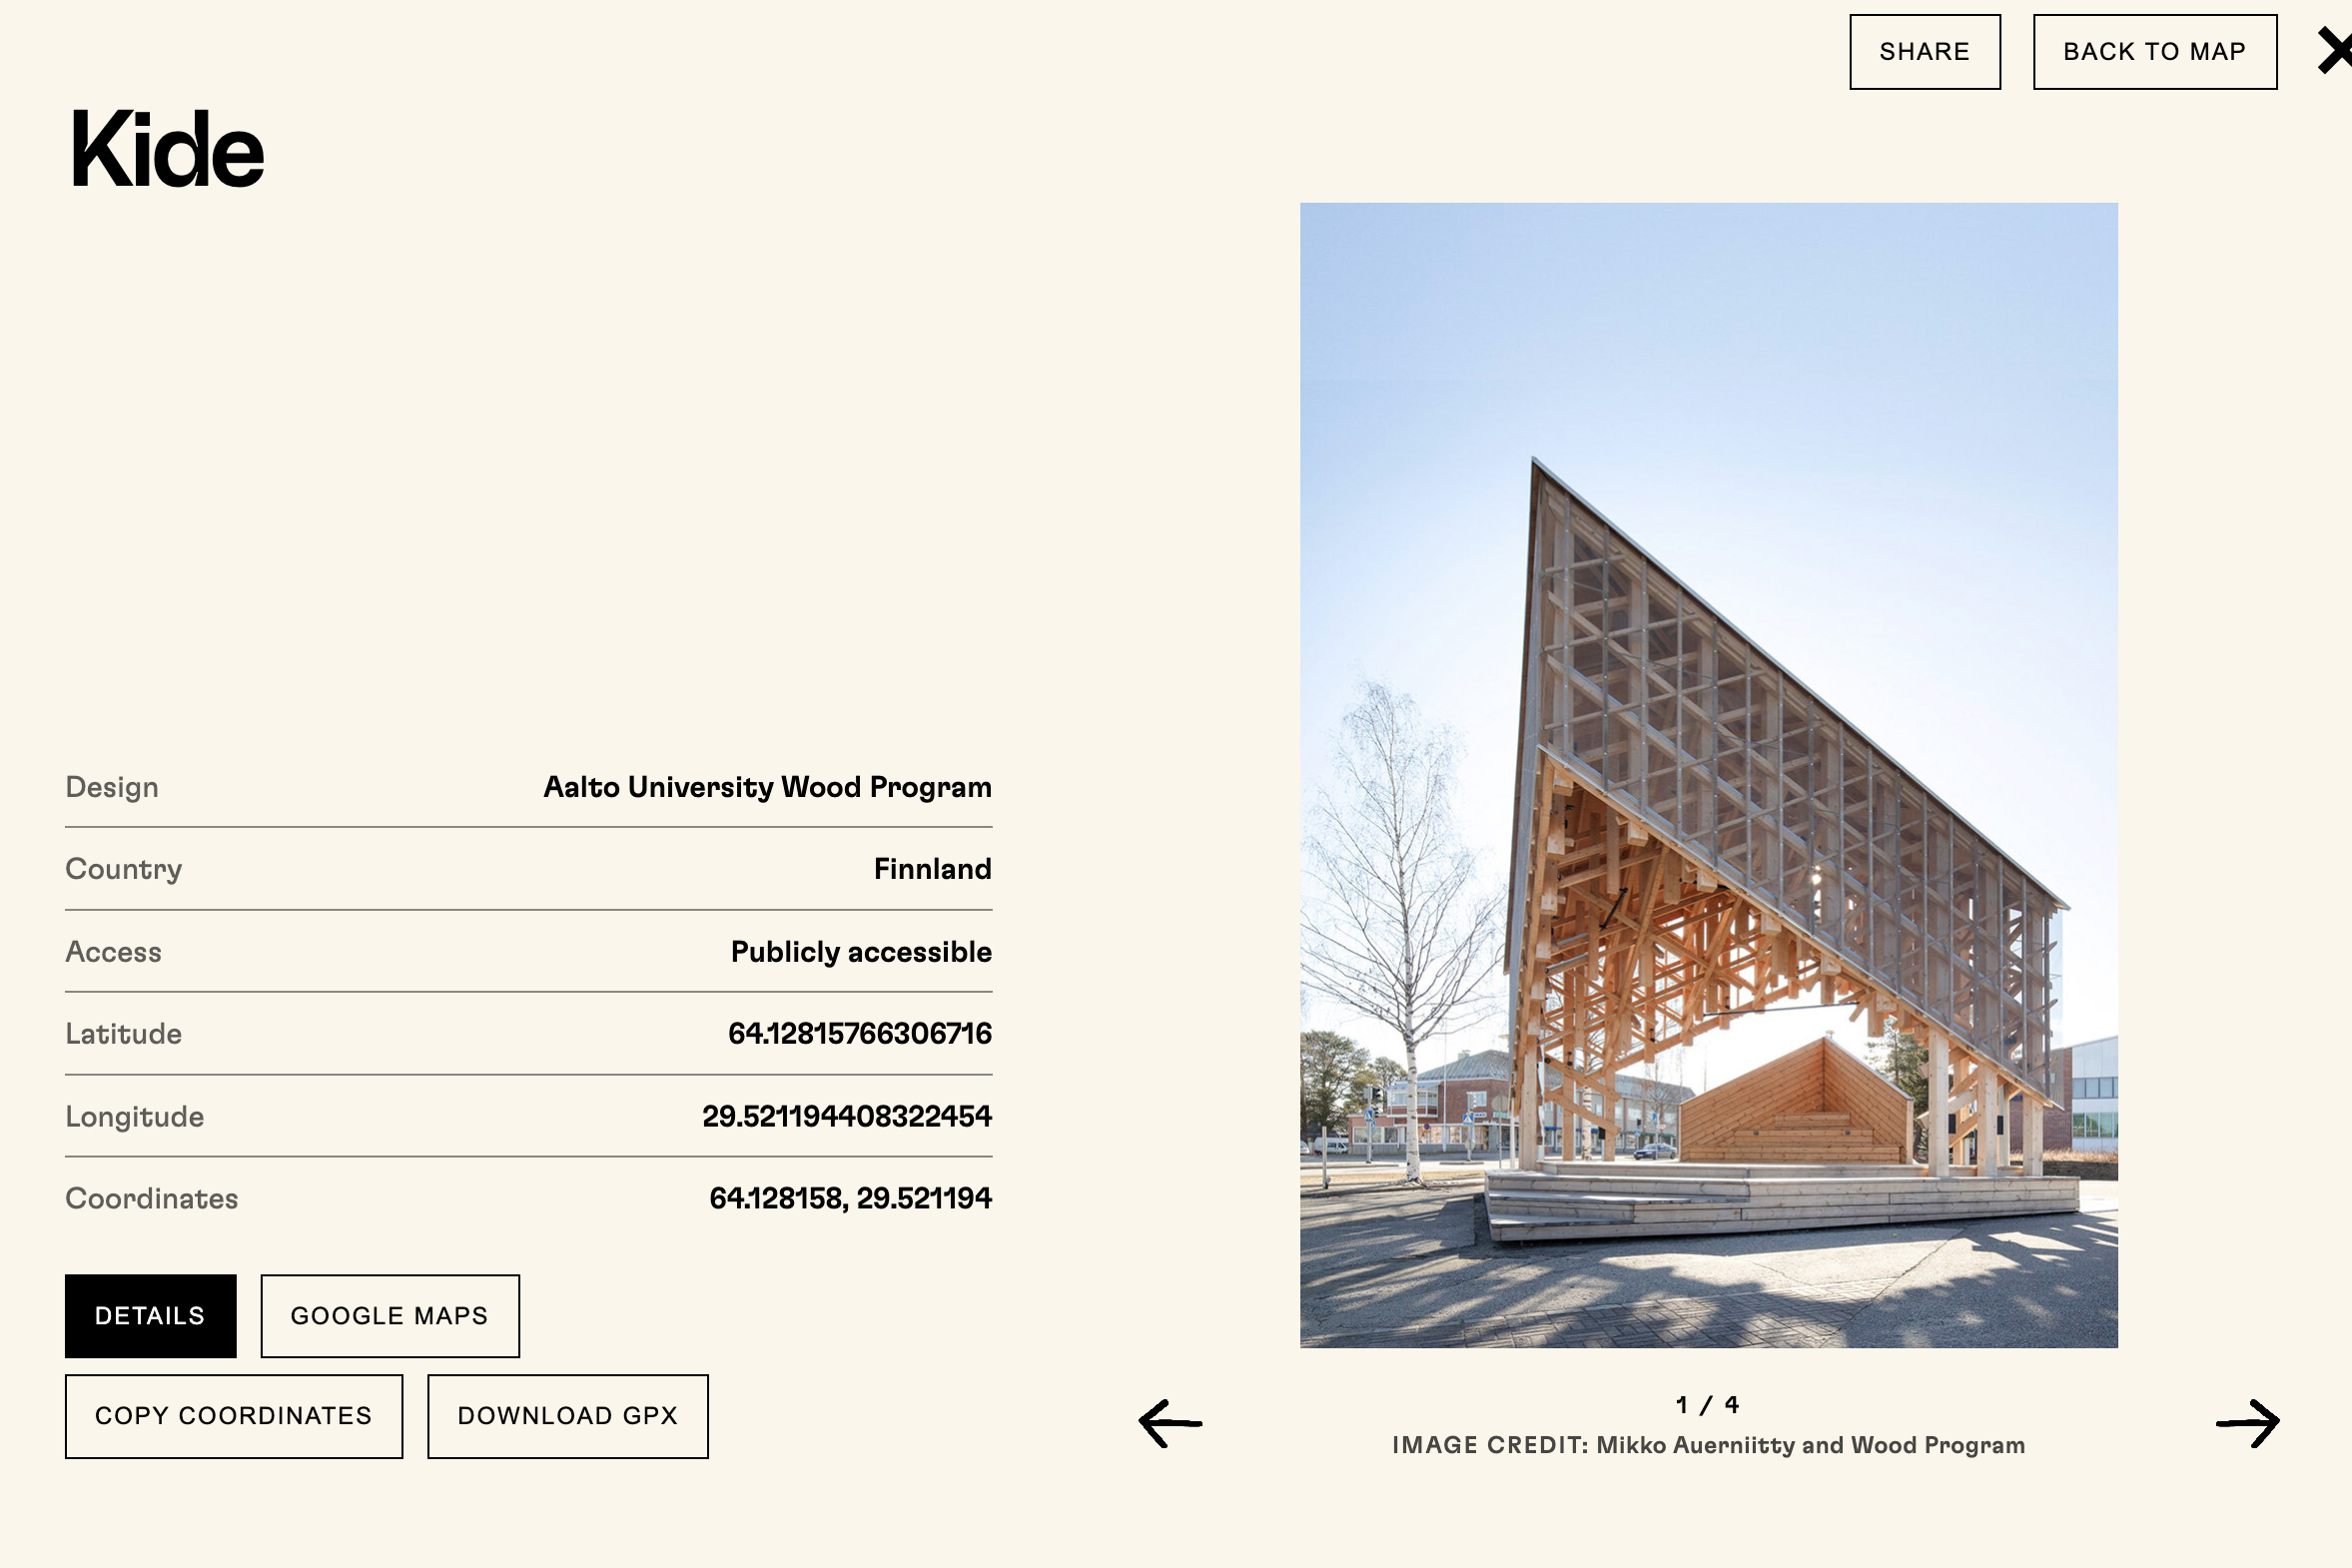 SHARE
BACK TO MAP
Kide
Design Aalto University Wood Program
Country Finnland
Access Publicly accessible
Latitude 64.12815766306716
Longitude 29.521194408322454
Coordinates 64.128158, 29.521194
DETAILS
GOOGLE MAPS
COPY COORDINATES
DOWNLOAD GPX
1 / 4
IMAGE CREDIT: Mikko Auerniitty and Wood Program